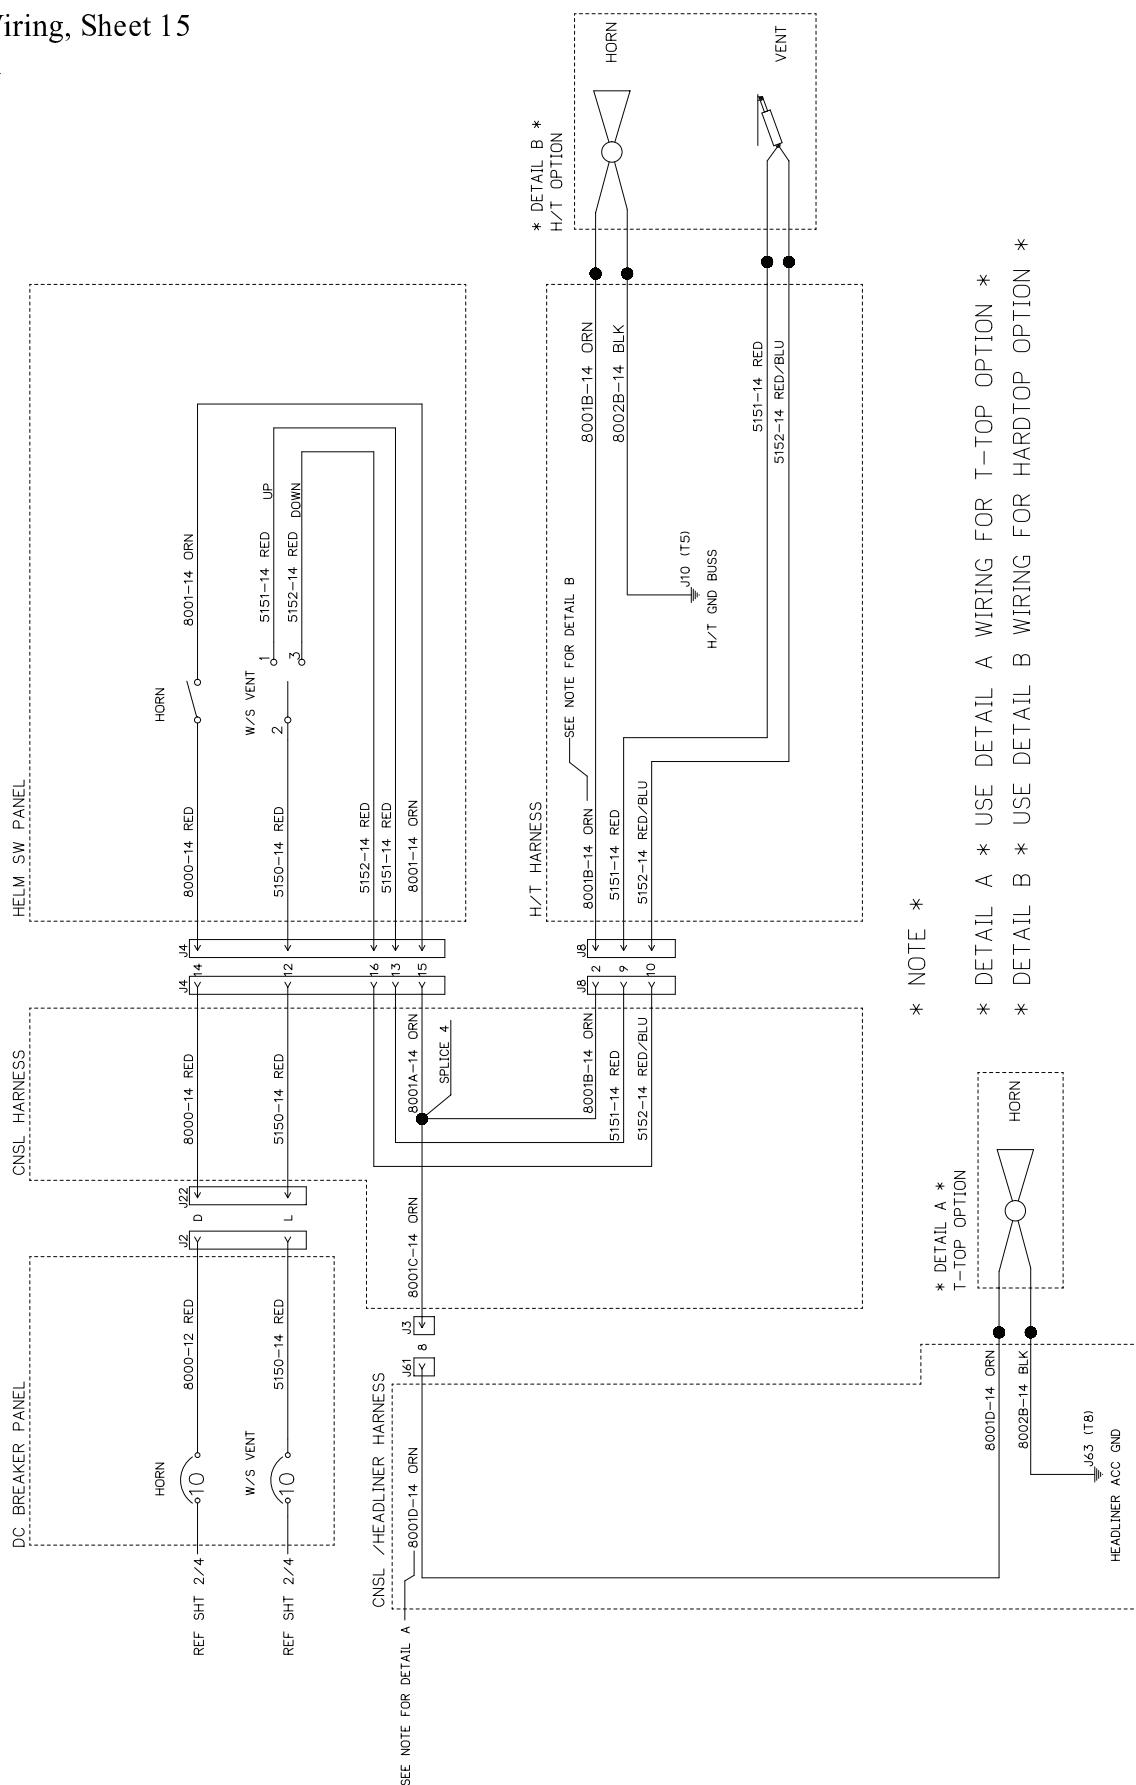 Wiring, Sheet 15
HORN
VENT
* DETAIL B *
H/T OPTION
HELM SW PANEL
HORN
8000-14 RED
8001-14 ORN
W/S VENT
2
1
3
5150-14 RED
5151-14 RED
UP
5152-14 RED
DOWN
5152-14 RED
5151-14 RED
8001-14 ORN
H/T HARNESS
8001B-14 ORN
8002B-14 BLK
5151-14 RED
5152-14 RED/BLU
SEE NOTE FOR DETAIL B
J10 (T5)
H/T GND BUSS
8001B-14 ORN
5151-14 RED
5152-14 RED/BLU
J4
14
12
16
13
15
J4
J8
2
9
10
J8
CNSL HARNESS
8000-14 RED
5150-14 RED
8001A-14 ORN
SPLICE 4
8001B-14 ORN
5151-14 RED
5152-14 RED/BLU
8001C-14 ORN
J22
D
L
J2
DC BREAKER PANEL
8000-12 RED
5150-14 RED
HORN
10
W/S VENT
10
REF SHT 2/4
REF SHT 2/4
J3
8
J61
CNSL /HEADLINER HARNESS
8001D-14 ORN
SEE NOTE FOR DETAIL A
8001D-14 ORN
8002B-14 BLK
J63 (T8)
HEADLINER ACC GND
* DETAIL A *
T-TOP OPTION
HORN
* NOTE *
* DETAIL A * USE DETAIL A WIRING FOR T-TOP OPTION *
* DETAIL B * USE DETAIL B WIRING FOR HARDTOP OPTION *